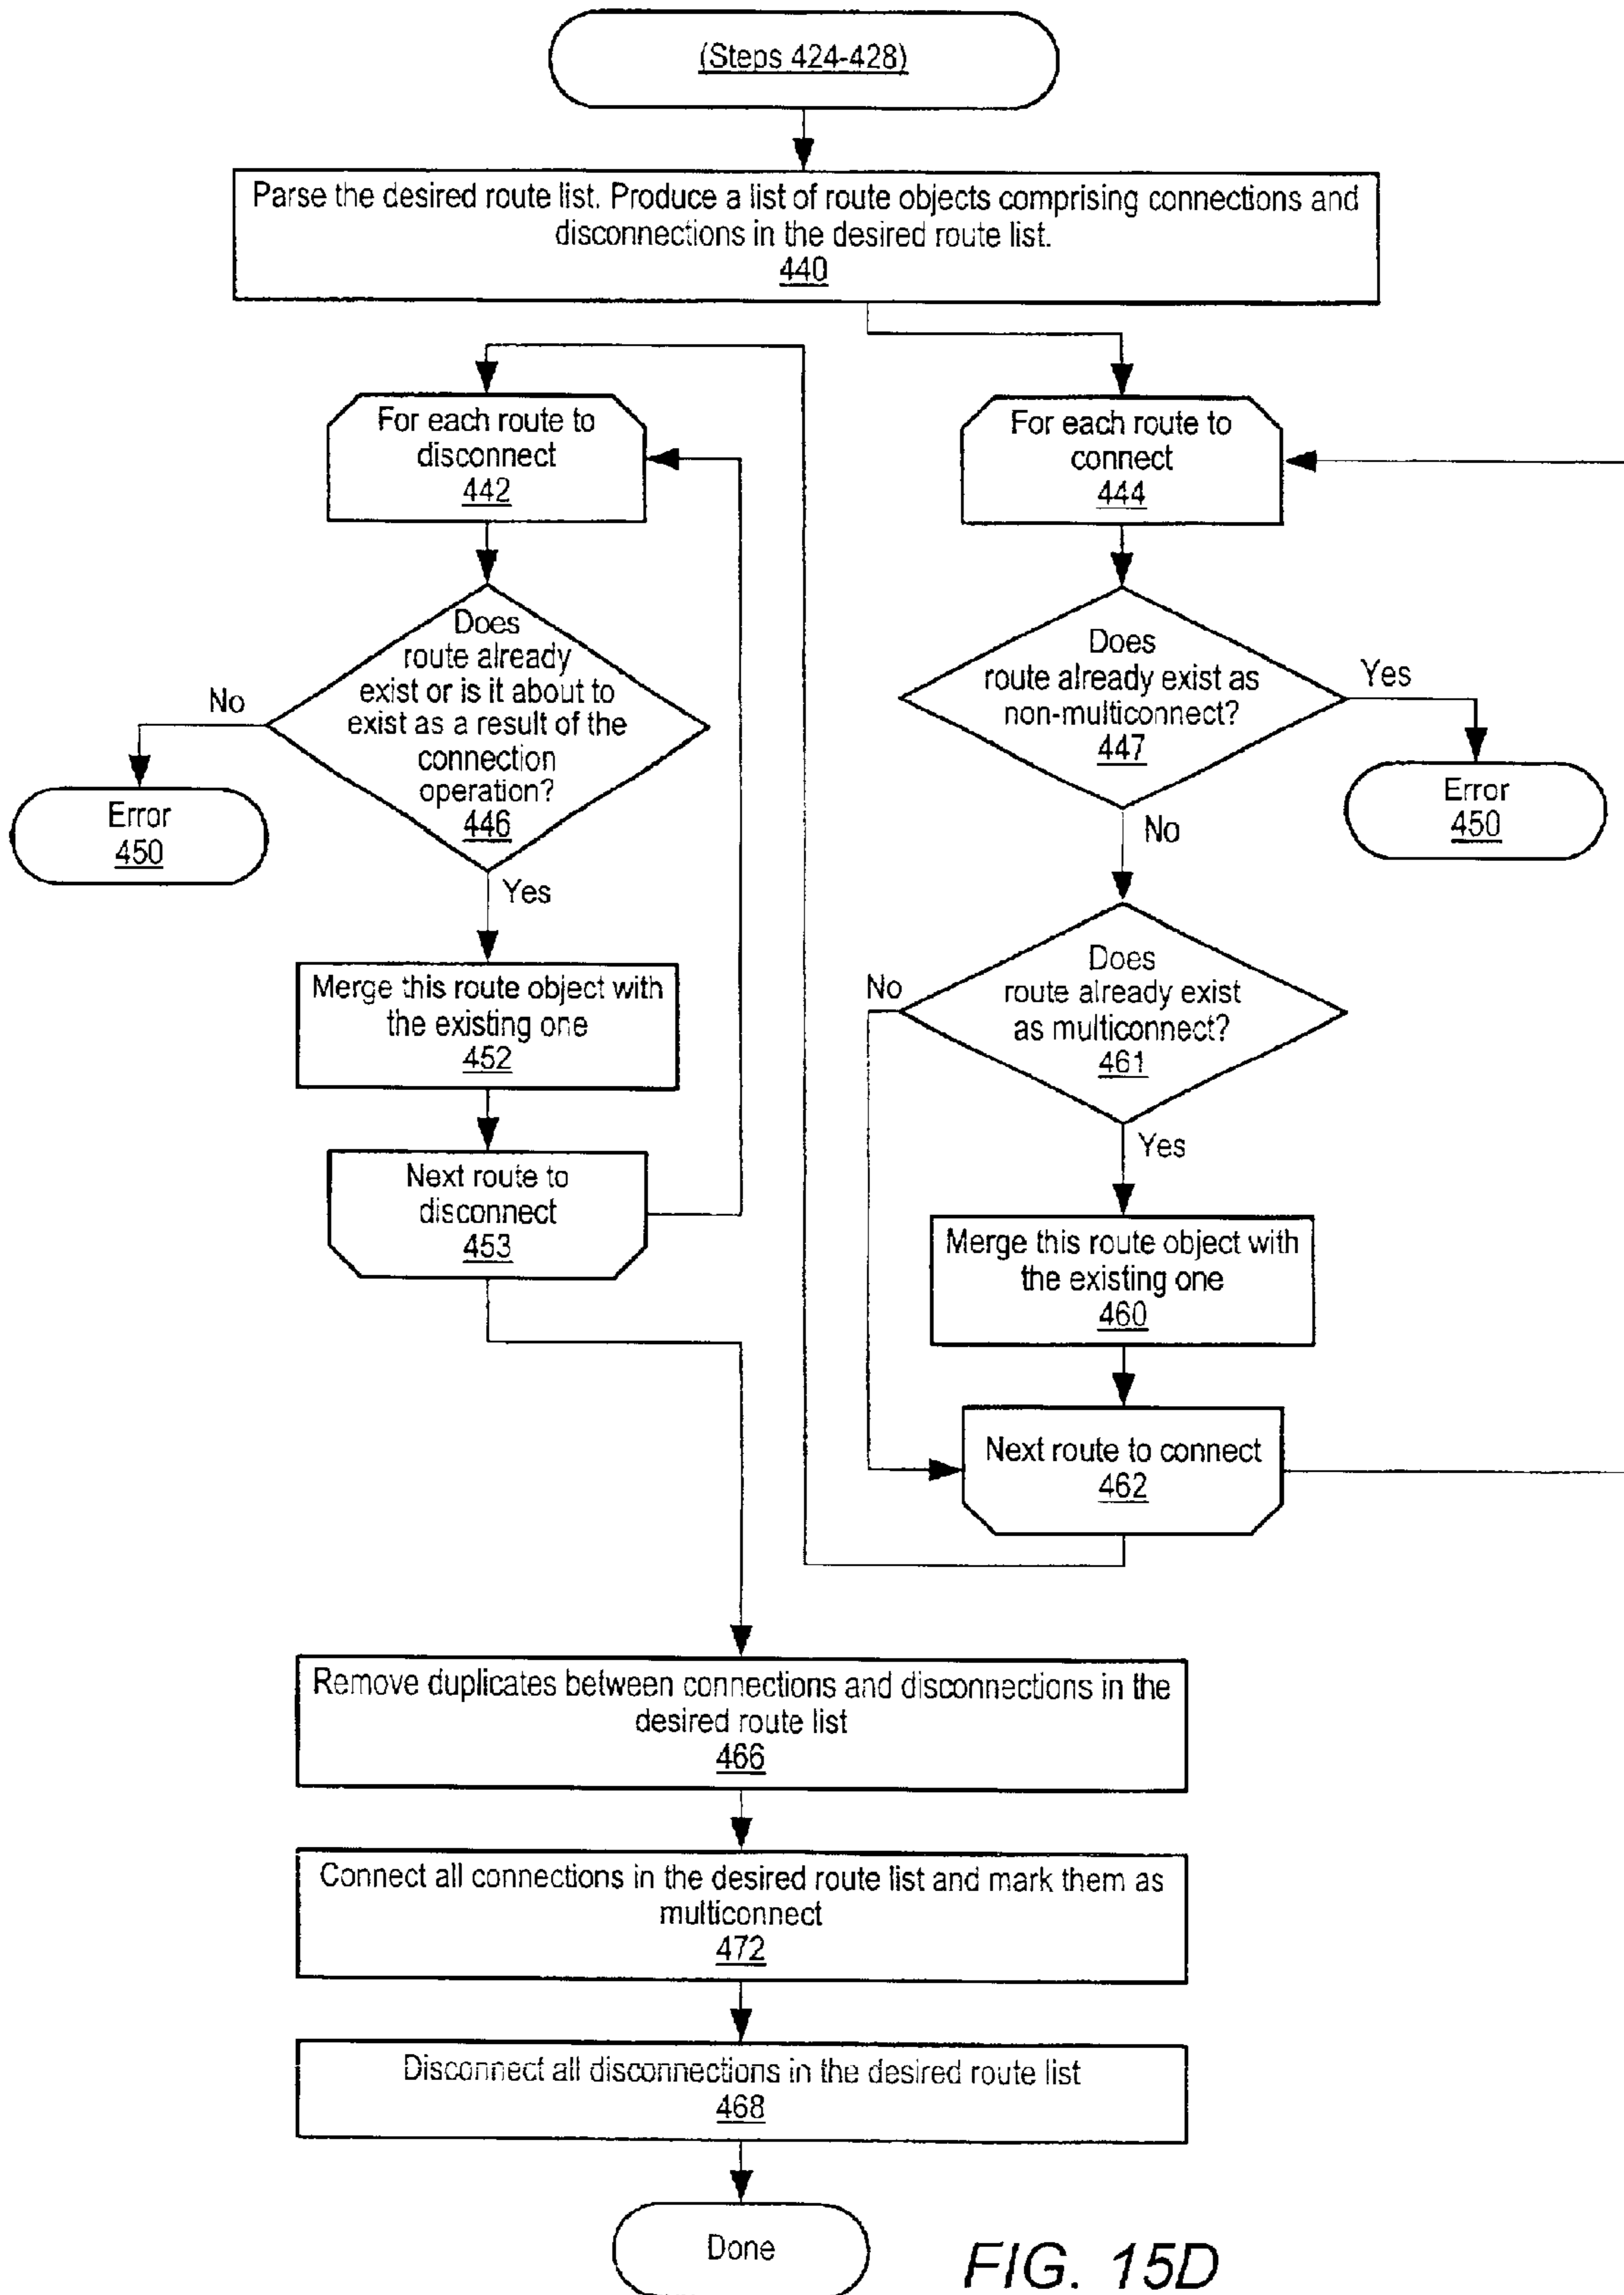 (Steps 424-428)
Parse the desired route list. Produce a list of route objects comprising connections and
disconnections in the desired route list.
440
For each route to
disconnect
442
For each route to
connect
444
Does
route already
exist or is it about to
exist as a result of the
connection
operation?
446
No
Error
450
Yes
Does
route already exist as
non-multiconnect?
447
Yes
Error
450
No
Merge this route object with
the existing one
452
Does
route already exist
as multiconnect?
461
No
Yes
Next route to
disconnect
453
Merge this route object with
the existing one
460
Next route to connect
462
Remove duplicates between connections and disconnections in the
desired route list
466
Connect all connections in the desired route list and mark them as
multiconnect
472
Disconnect all disconnections in the desired route list
468
Done
FIG. 15D